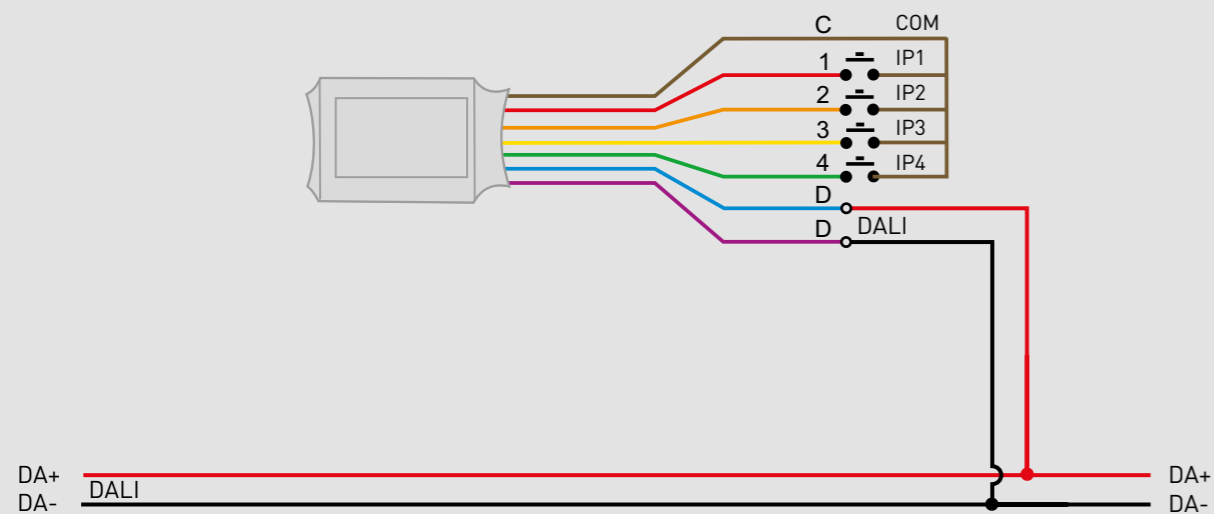 C COM
1 IP1
2 IP2
3 IP3
4 IP4
D
D DALI
DA+ DA+
DALI
DA- DA-